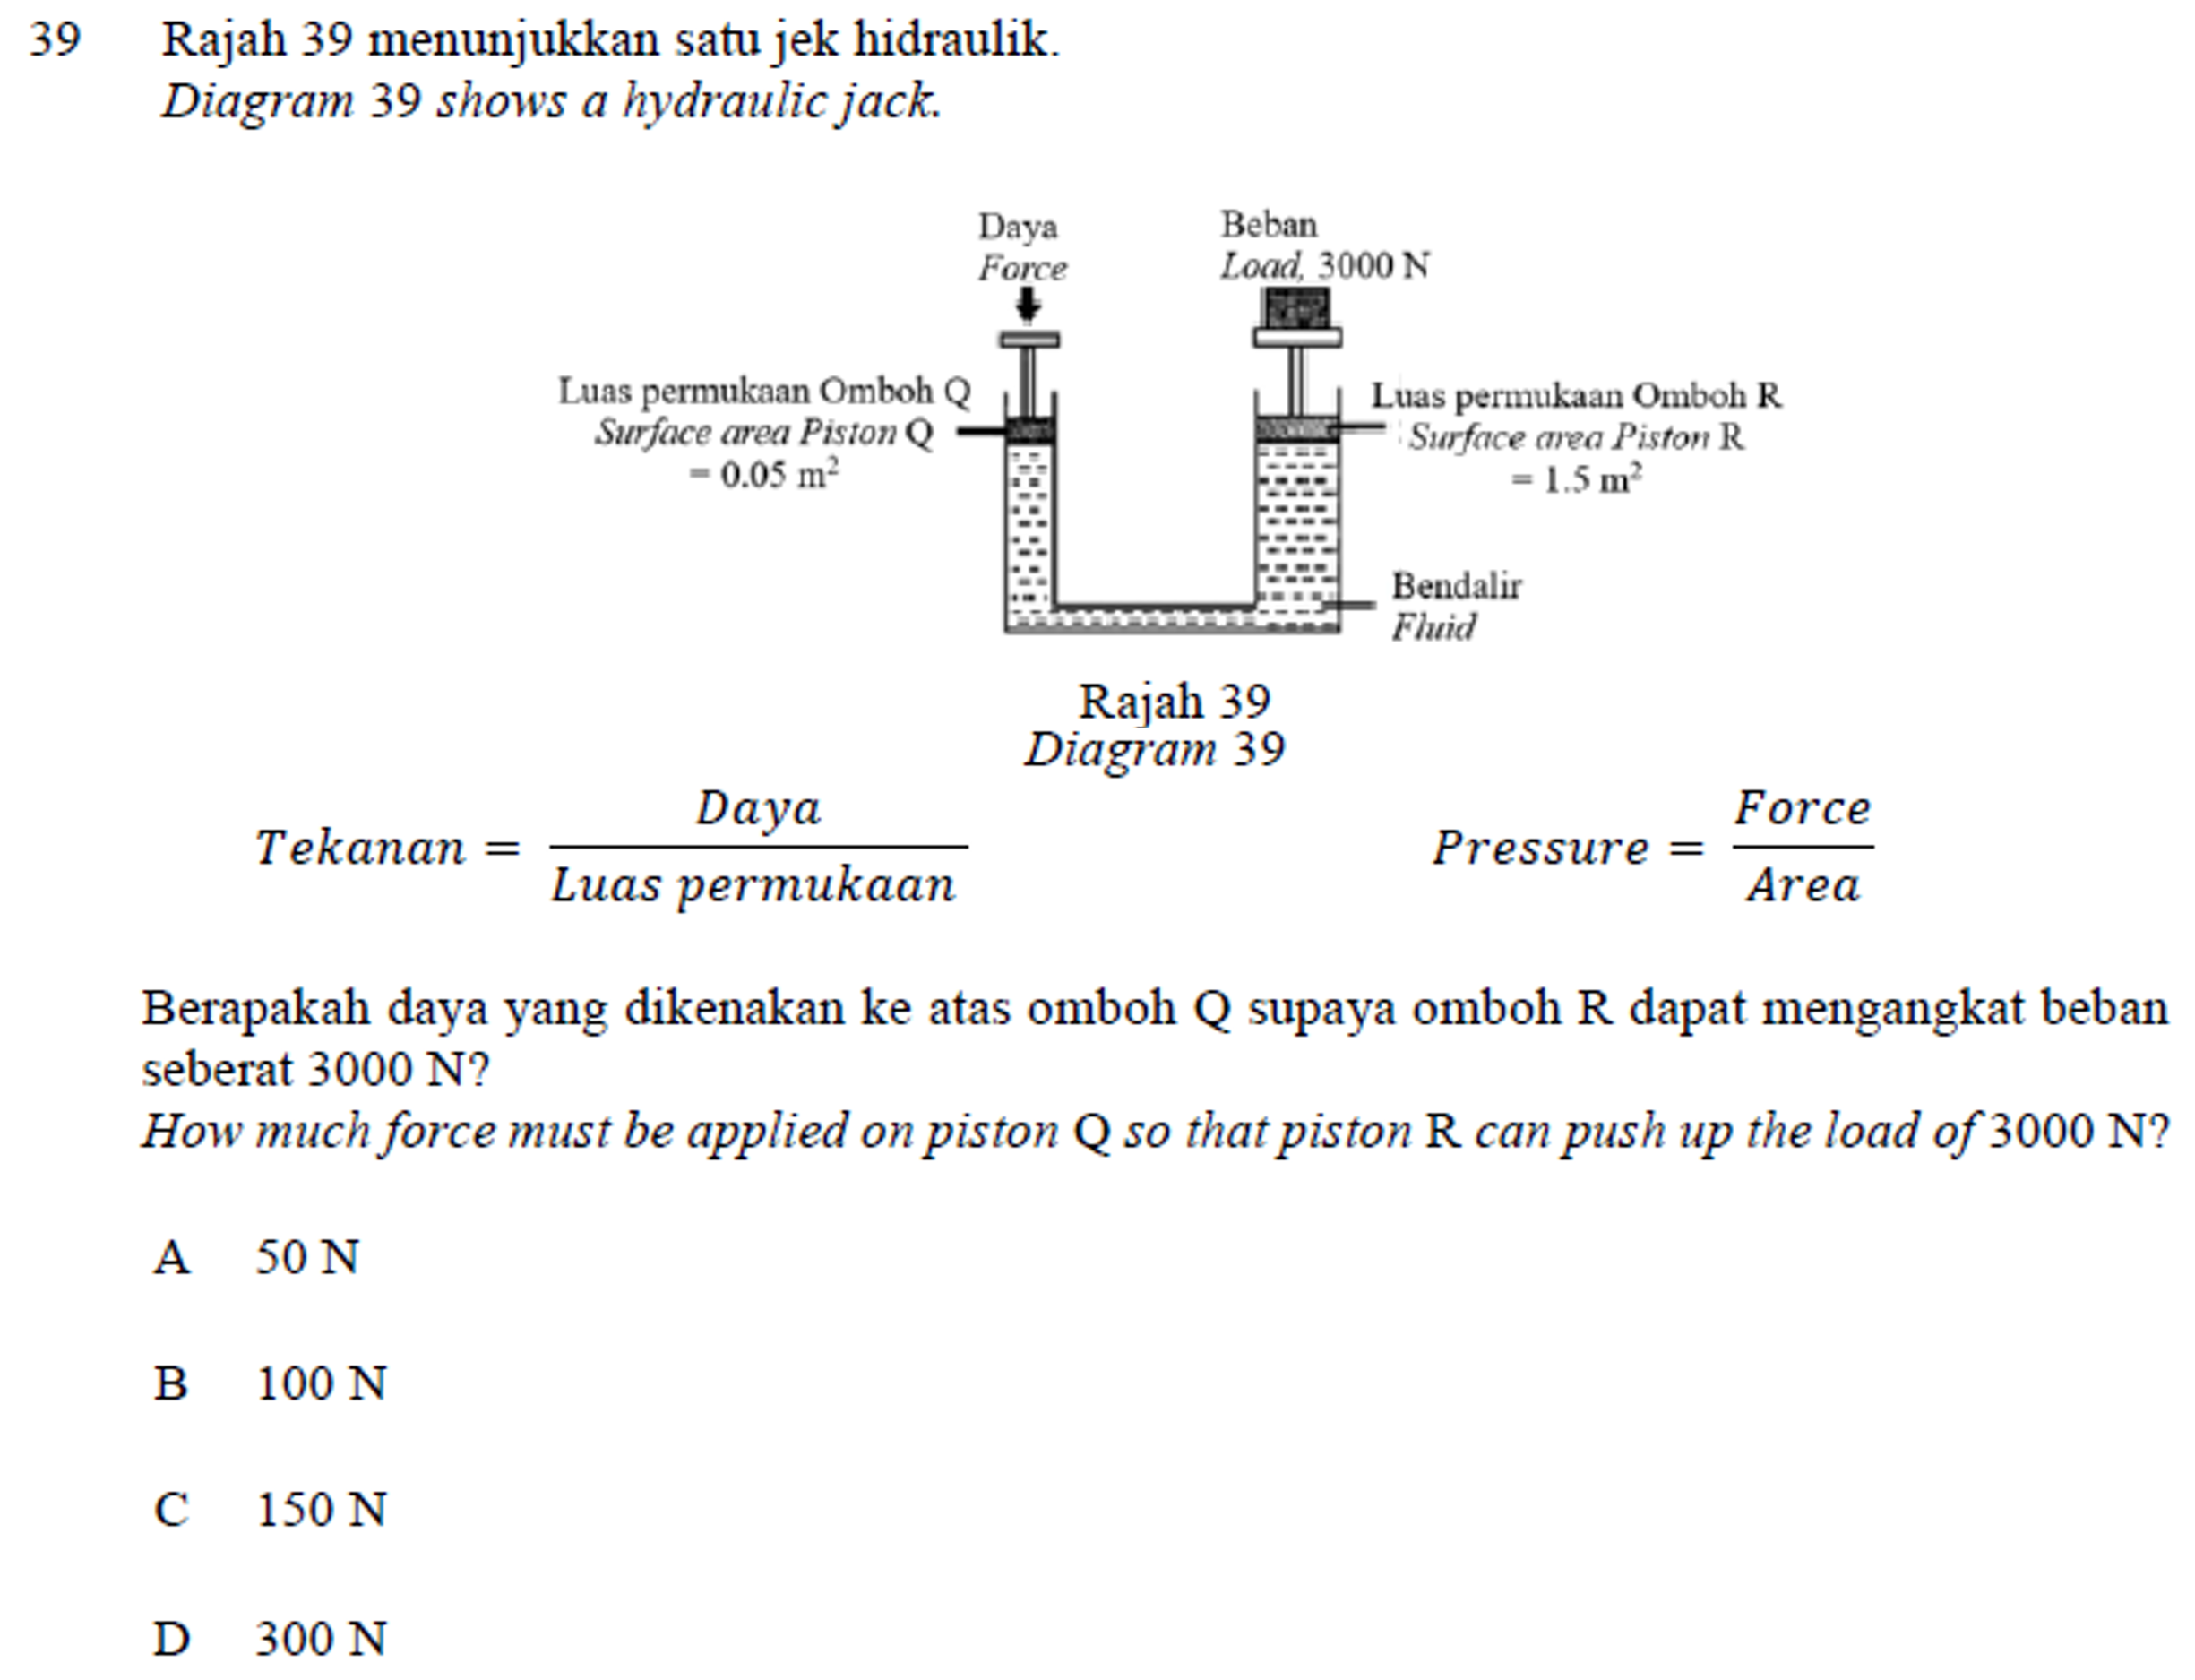 39 Rajah 39 menunjukkan satu jek hidraulik.
Diagram 39 shows a hydraulic jack.
Daya
Force
Beban
Load, 3000 N
Luas permukaan Omboh Q
Surface area Piston Q
= 0.05 m²
Luas permukaan Omboh R
Surface area Piston R
= 1.5 m²
Bendalir
Fluid
Rajah 39
Diagram 39
Tekanan = Daya / Luas permukaan
Pressure = Force / Area
Berapakah daya yang dikenakan ke atas omboh Q supaya omboh R dapat mengangkat beban
seberat 3000 N?
How much force must be applied on piston Q so that piston R can push up the load of 3000 N?
A 50 N
B 100 N
C 150 N
D 300 N